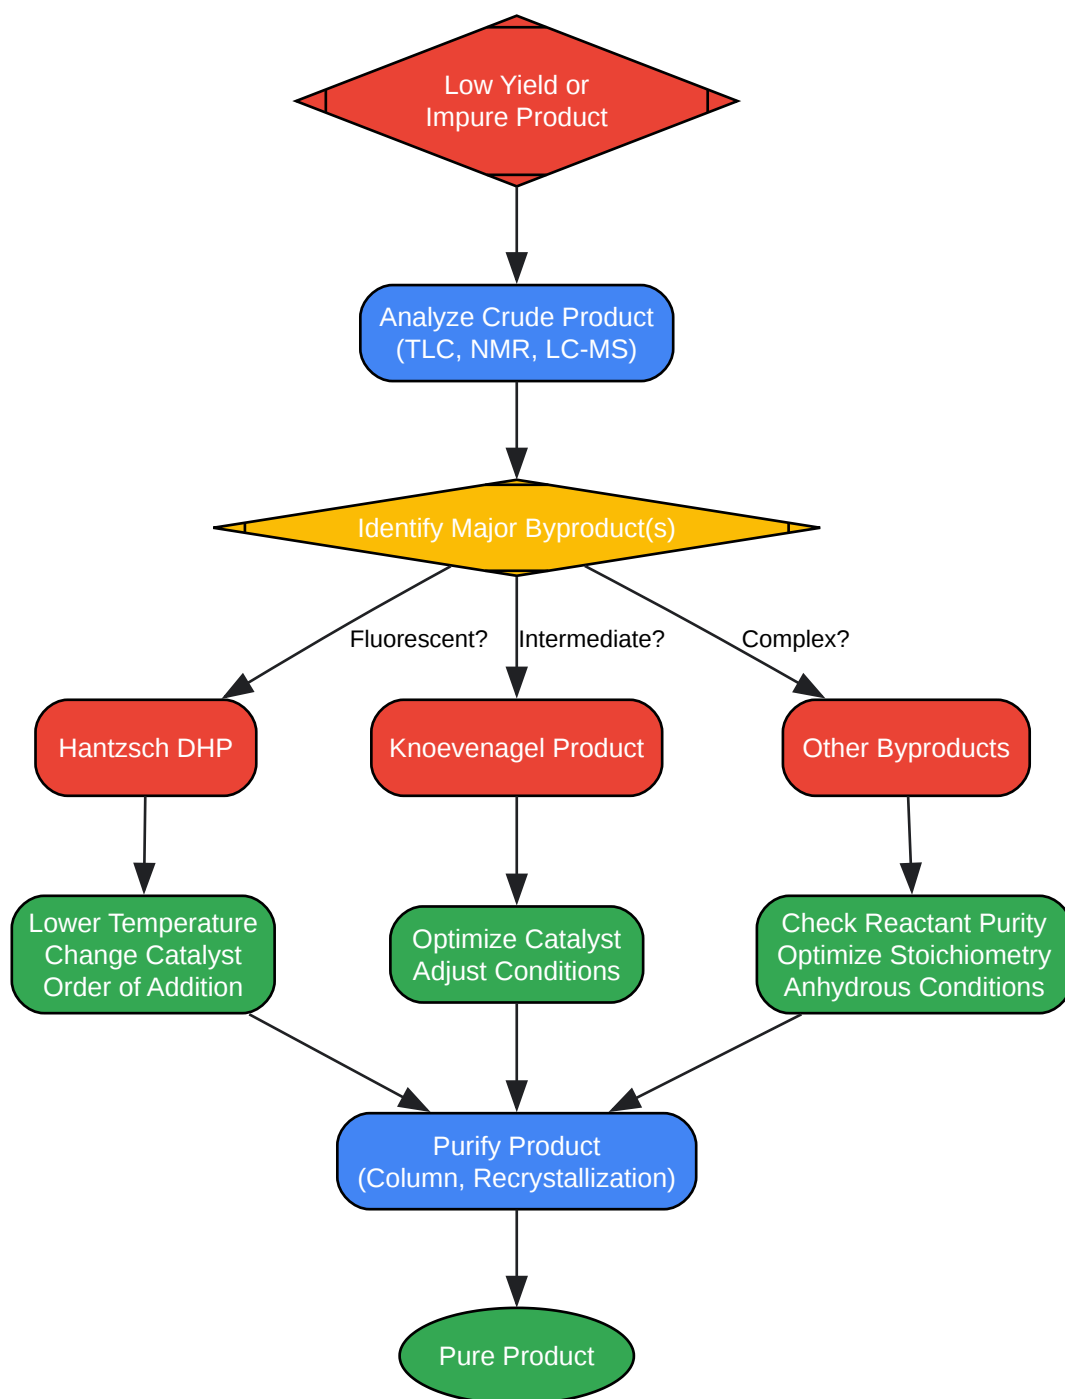 Low Yield or
Impure Product
Analyze Crude Product
(TLC, NMR, LC-MS)
Identify Major Byproduct(s)
Fluorescent?
Intermediate?
Complex?
Hantzsch DHP
Knoevenagel Product
Other Byproducts
Lower Temperature
Change Catalyst
Order of Addition
Optimize Catalyst
Adjust Conditions
Check Reactant Purity
Optimize Stoichiometry
Anhydrous Conditions
Purify Product
(Column, Recrystallization)
Pure Product